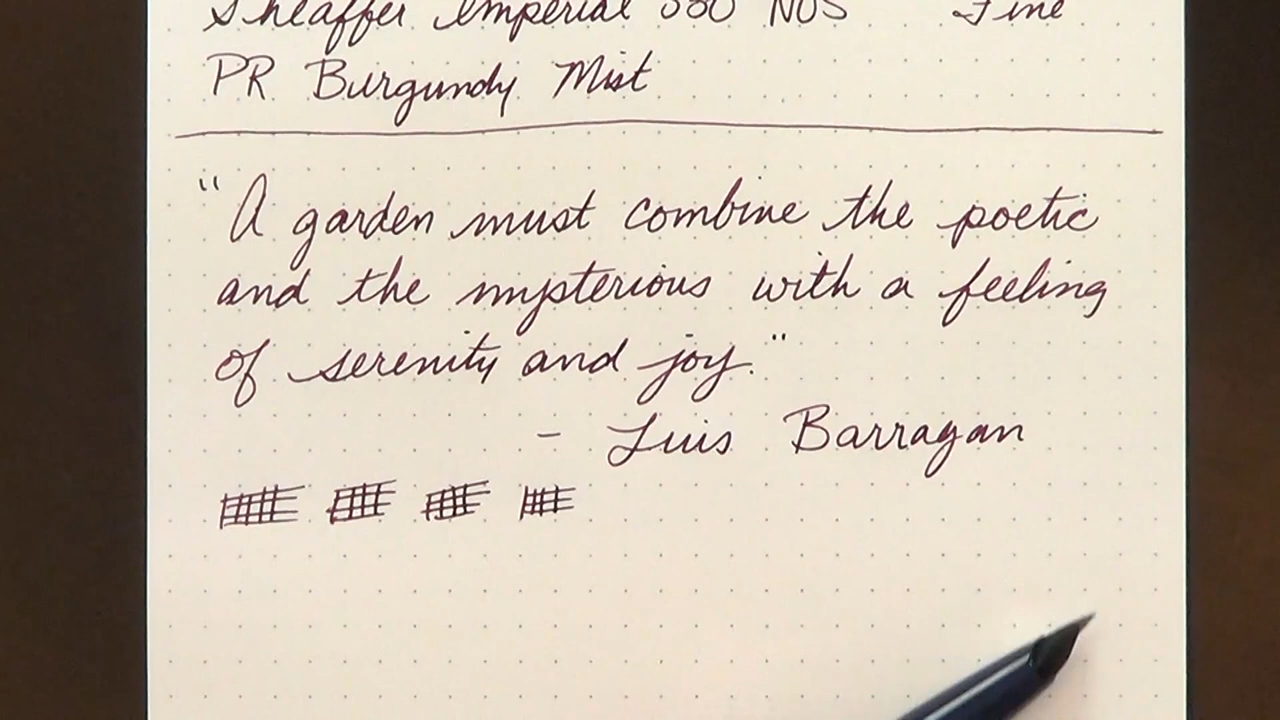 Sheaffer Imperial 330 NOS Fine
PR Burgundy Mist
"A garden must combine the poetic
and the mysterious with a feeling
of serenity and joy."
- Luis Barragan